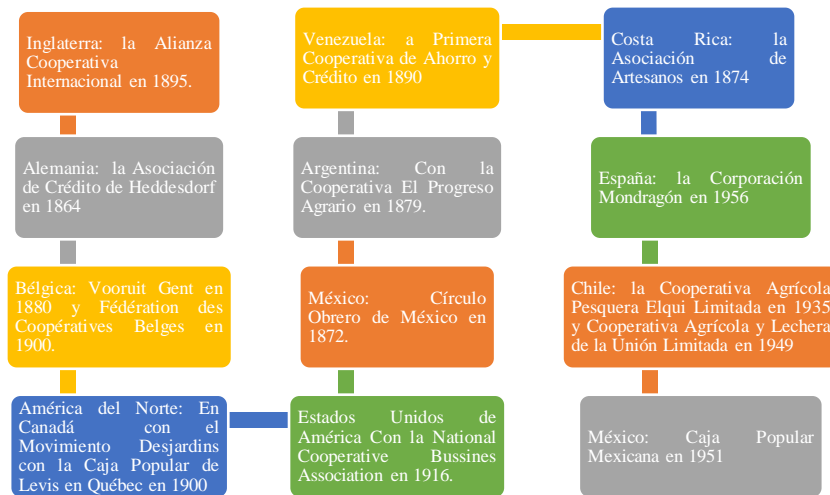 Inglaterra: la Alianza
Cooperativa
Internacional en 1895.
Alemania: la Asociación
de Crédito de Heddesdorf
en 1864
Bélgica: Vooruit Gent en
1880 y Fédération des
Coopératives Belges en
1900.
América del Norte: En
Canadá con el
Movimiento Desjardins
con la Caja Popular de
Levis en Québec en 1900
Estados Unidos de
América Con la National
Cooperative Bussines
Association en 1916.
México: Círculo
Obrero de México en
1872.
Argentina: Con la
Cooperativa El Progreso
Agrario en 1879.
Venezuela: a Primera
Cooperativa de Ahorro y
Crédito en 1890
Costa Rica: la
Asociación de
Artesanos en 1874
España: la Corporación
Mondragón en 1956
Chile: la Cooperativa Agrícola
Pesquera Elqui Limitada en 1935
y Cooperativa Agrícola y Lechera
de la Unión Limitada en 1949
México: Caja Popular
Mexicana en 1951